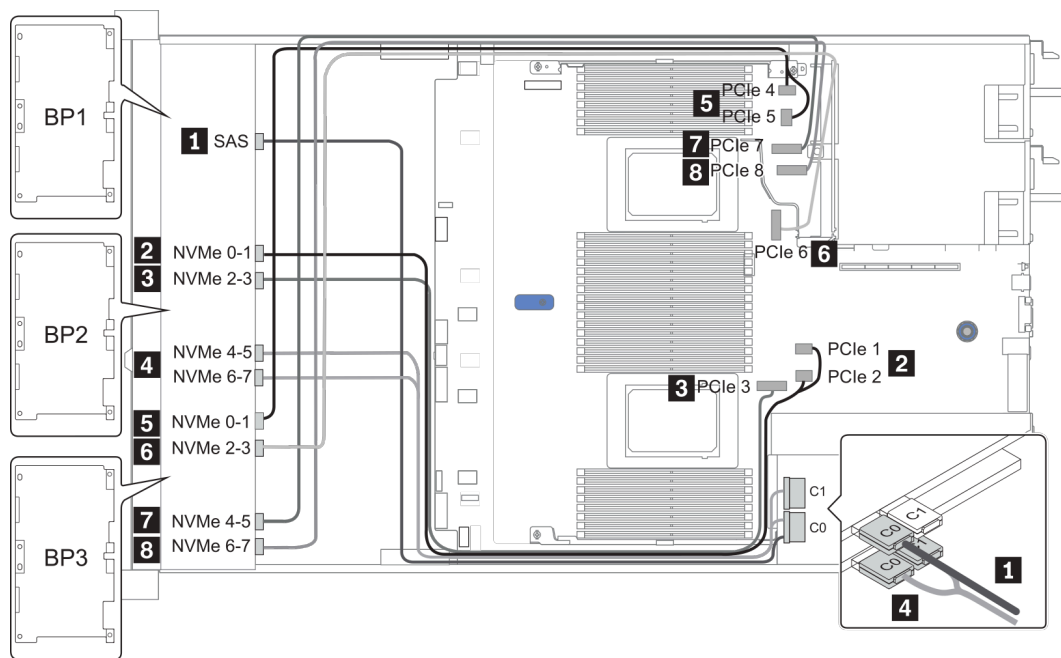 BP1
1 SAS
2 NVMe 0-1
3 NVMe 2-3
BP2
4 NVMe 4-5
NVMe 6-7
5 NVMe 0-1
6 NVMe 2-3
BP3
7 NVMe 4-5
8 NVMe 6-7
PCIe 4
5
PCIe 5
7 PCIe 7
8 PCIe 8
PCIe 6 6
PCIe 1
2
PCIe 2
3 PCIe 3
C1
C0
C1
C0
C0
1
4